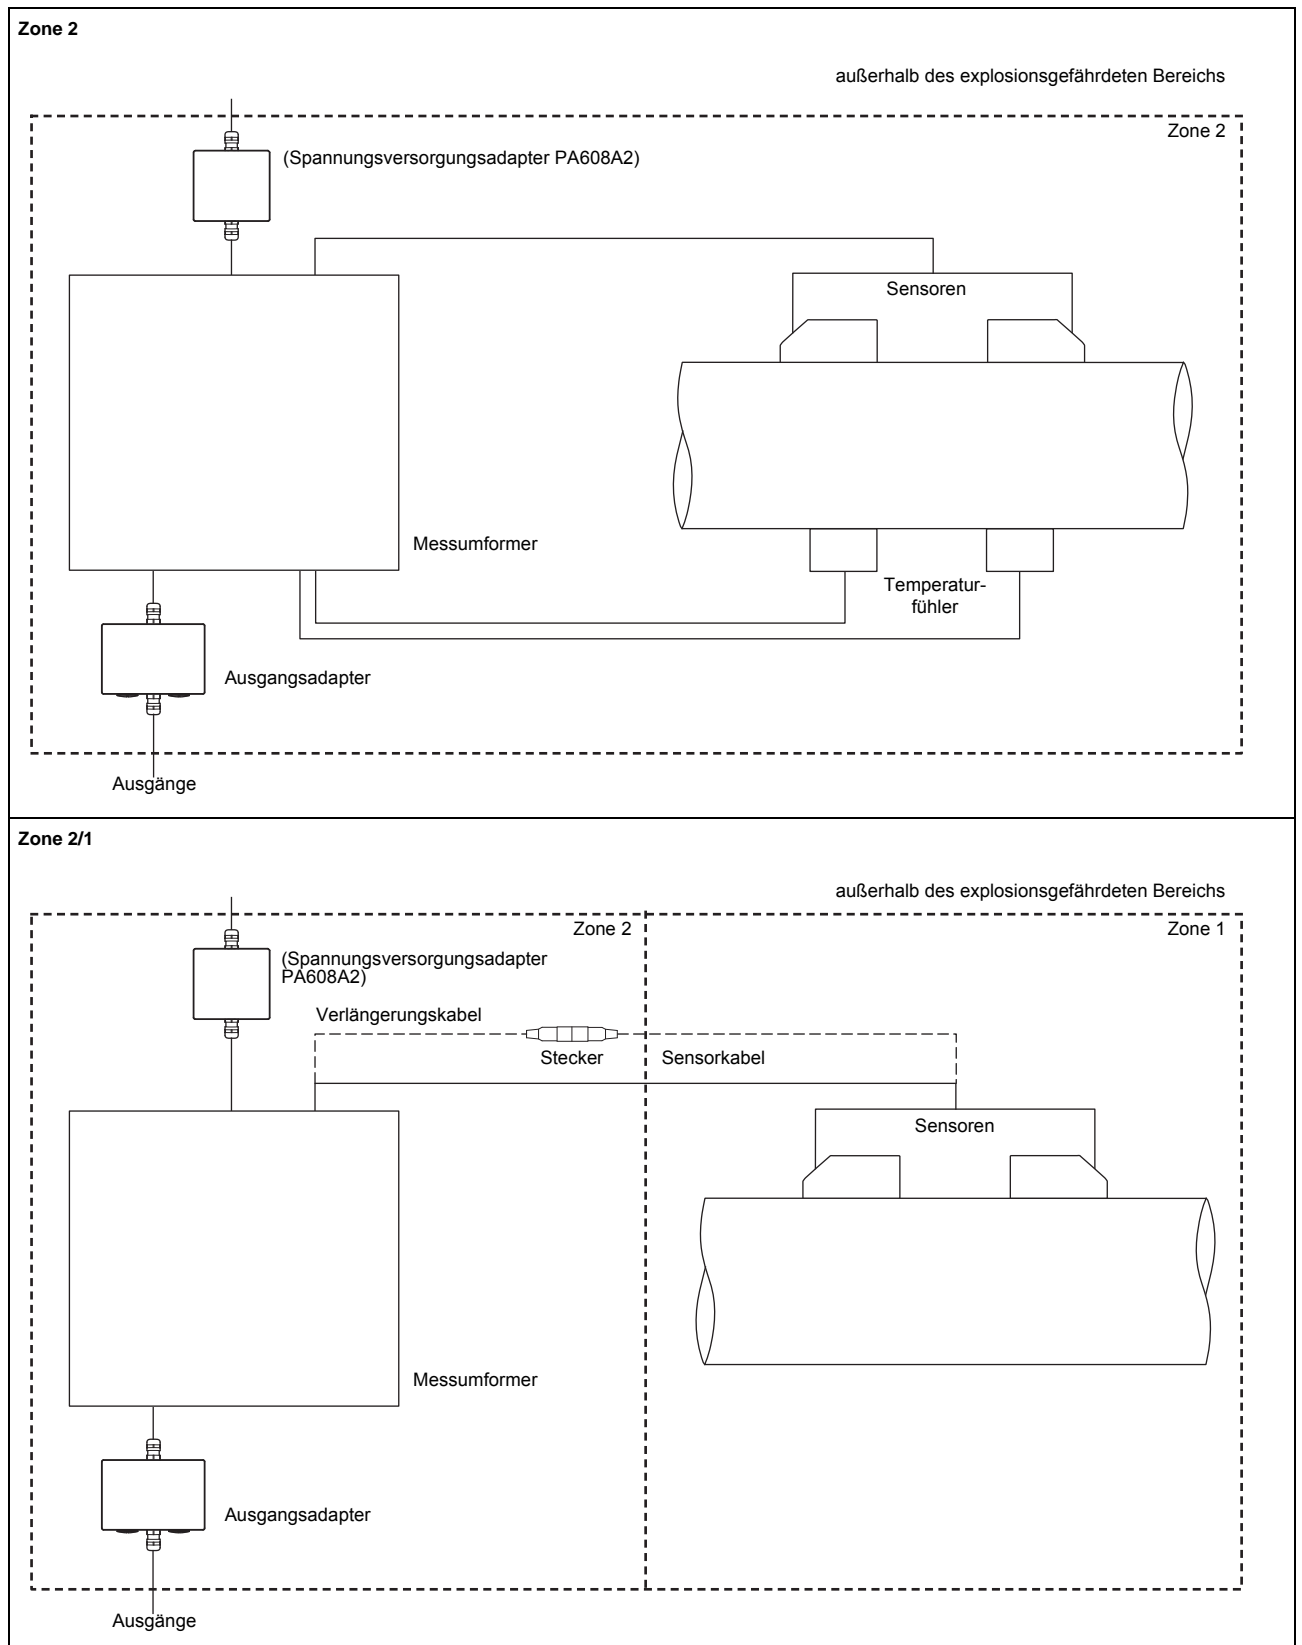 Zone 2
außerhalb des explosionsgefährdeten Bereichs
Zone 2
(Spannungsversorgungsadapter PA608A2)
Sensoren
Messumformer
Temperatur-
fühler
Ausgangsadapter
Ausgänge
Zone 2/1
außerhalb des explosionsgefährdeten Bereichs
Zone 2
Zone 1
(Spannungsversorgungsadapter
PA608A2)
Verlängerungskabel
Stecker
Sensorkabel
Sensoren
Messumformer
Ausgangsadapter
Ausgänge